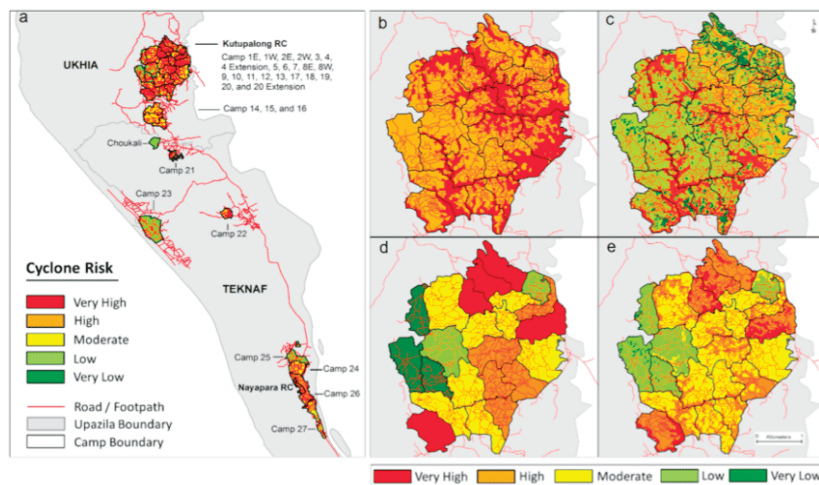 a
UKHIA
Kutupalong RC
Camp 1E, 1W, 2E, 2W, 3, 4,
4 Extension, 5, 6, 7, 8E, 8W,
9, 10, 11, 12, 13, 17, 18, 19,
20, and 20 Extension
Camp 14, 15, and 16
Choukali
Camp 21
Camp 23
Camp 22
TEKNAF
Camp 25
Camp 24
Nayapara RC
Camp 26
Camp 27
Cyclone Risk
Very High
High
Moderate
Low
Very Low
Road / Footpath
Upazila Boundary
Camp Boundary
b
c
d
e
Kilometers
Very High
High
Moderate
Low
Very Low